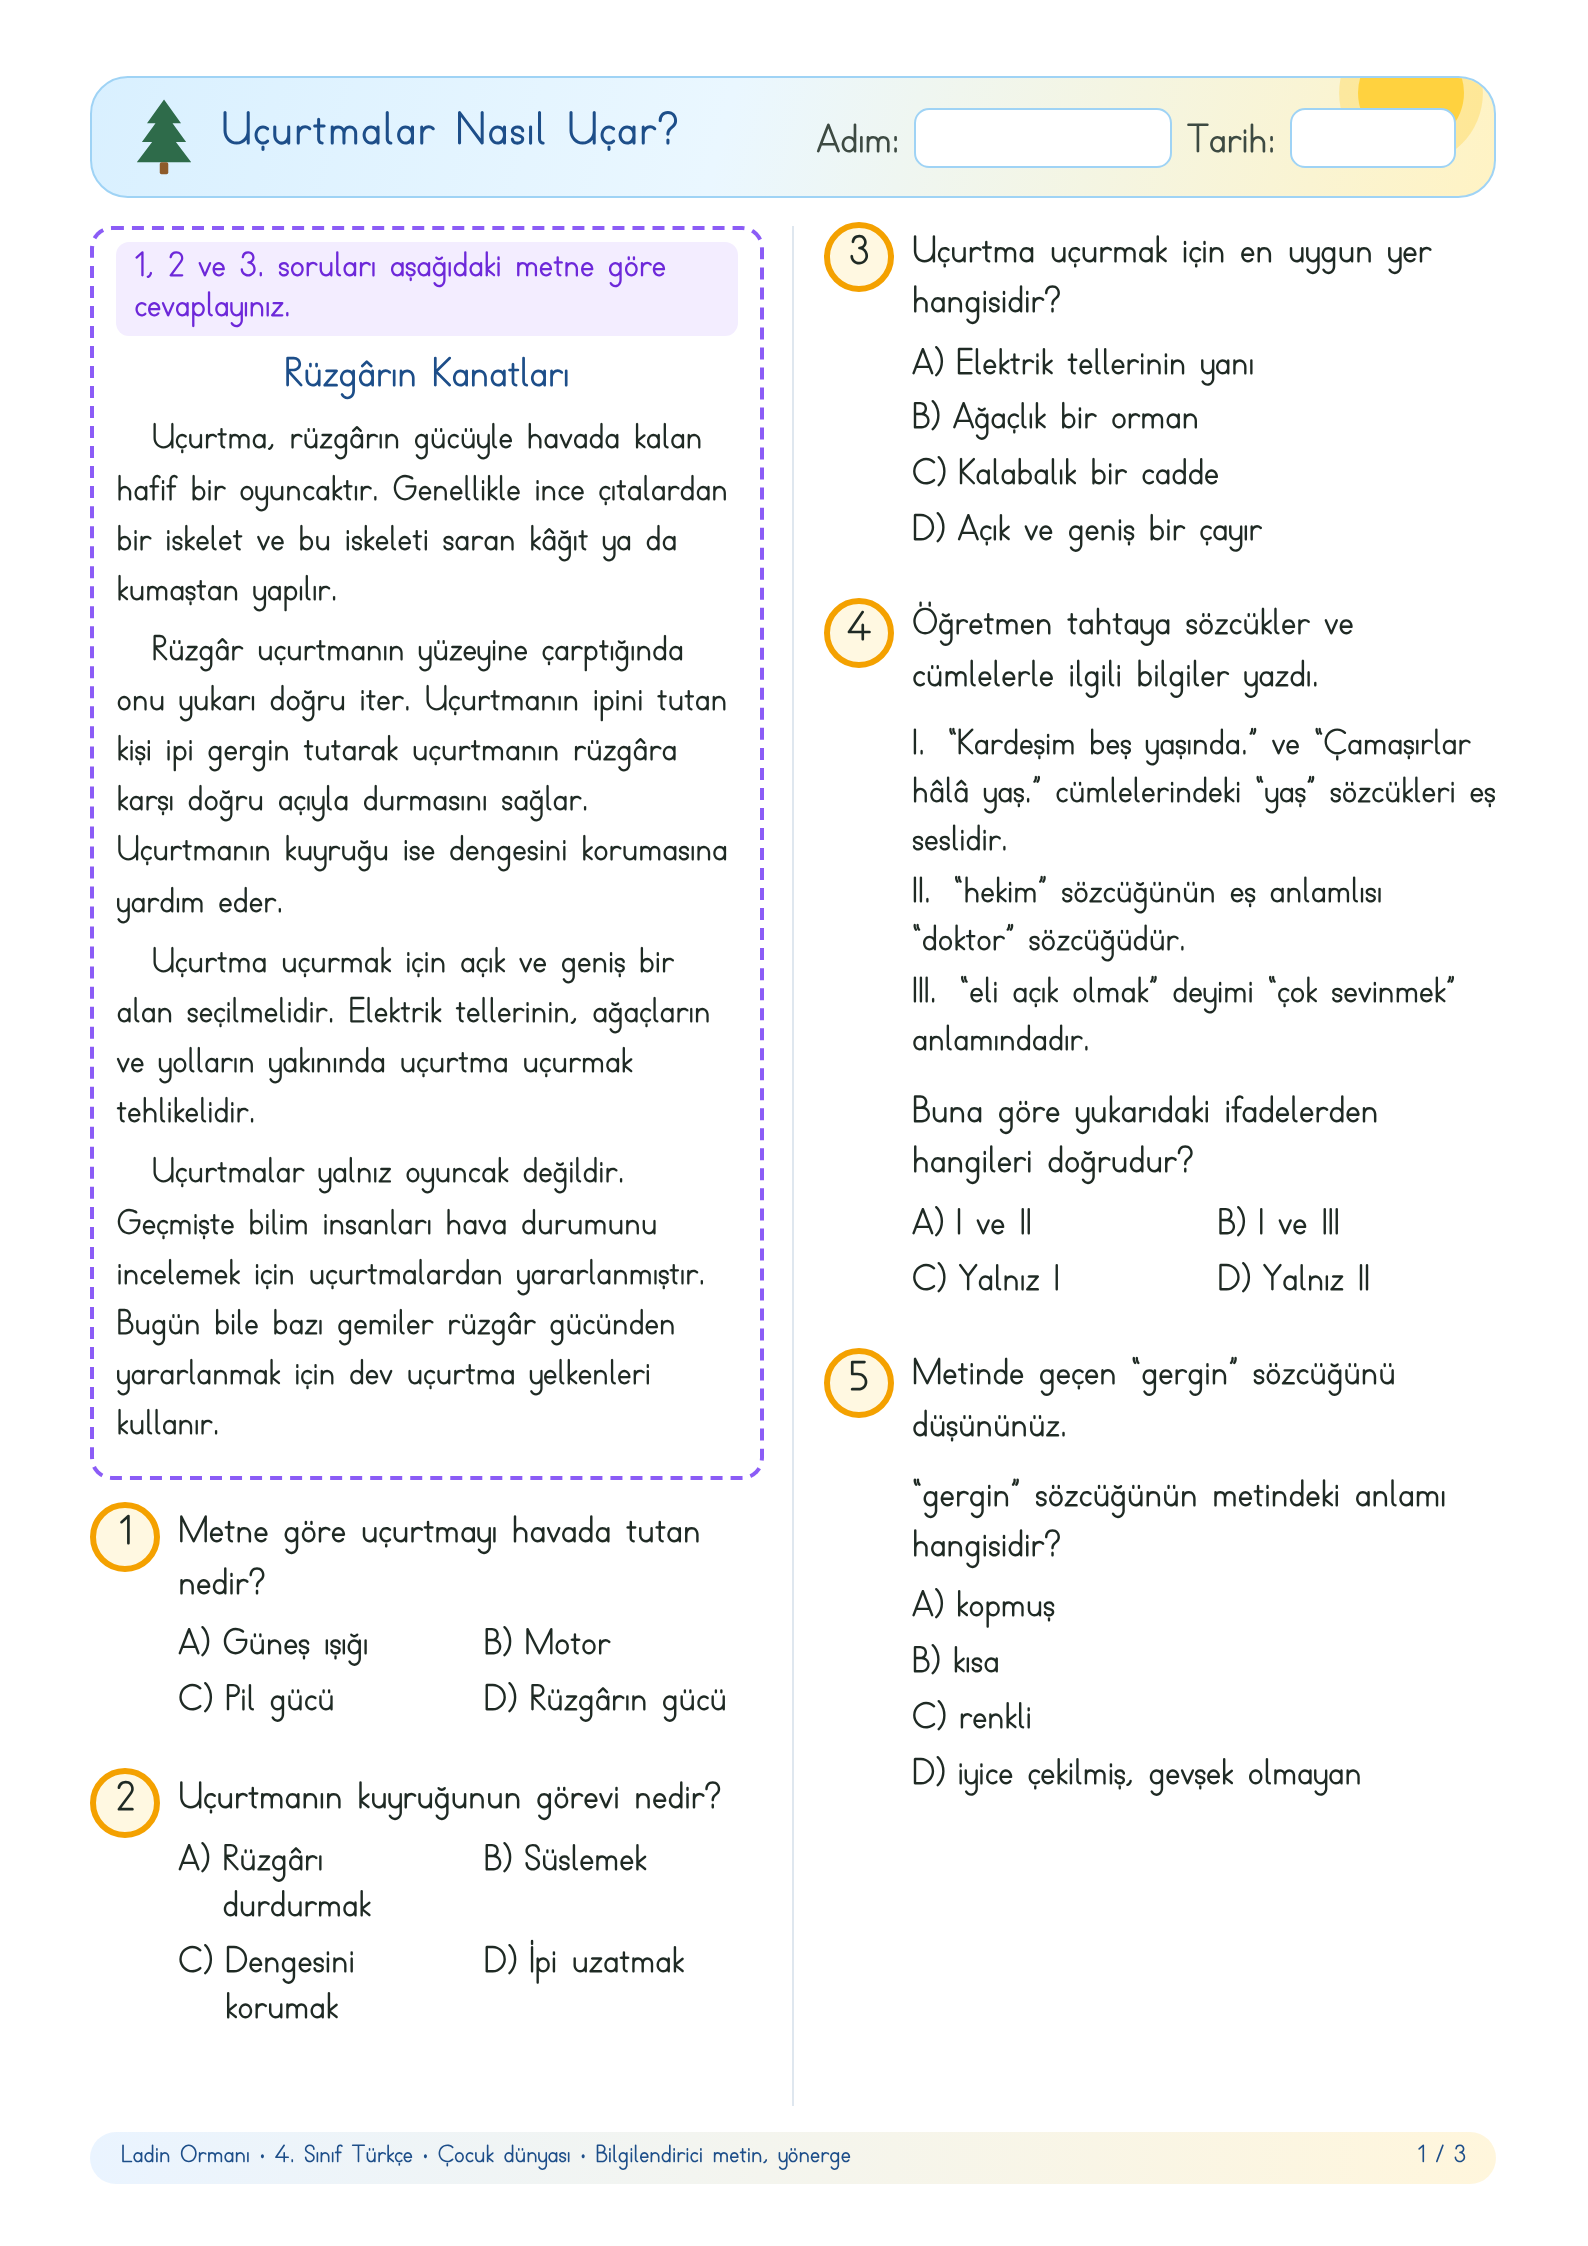 Uçurtmalar Nasıl Uçar?
Adım:
Tarih:
1, 2 ve 3. soruları aşağıdaki metne göre
cevaplayınız.
Rüzgârın Kanatları
Uçurtma, rüzgârın gücüyle havada kalan
hafif bir oyuncaktır. Genellikle ince çıtalardan
bir iskelet ve bu iskeleti saran kâğıt ya da
kumaştan yapılır.
Rüzgâr uçurtmanın yüzeyine çarptığında
onu yukarı doğru iter. Uçurtmanın ipini tutan
kişi ipi gergin tutarak uçurtmanın rüzgâra
karşı doğru açıyla durmasını sağlar.
Uçurtmanın kuyruğu ise dengesini korumasına
yardım eder.
Uçurtma uçurmak için açık ve geniş bir
alan seçilmelidir. Elektrik tellerinin, ağaçların
ve yolların yakınında uçurtma uçurmak
tehlikelidir.
Uçurtmalar yalnız oyuncak değildir.
Geçmişte bilim insanları hava durumunu
incelemek için uçurtmalardan yararlanmıştır.
Bugün bile bazı gemiler rüzgâr gücünden
yararlanmak için dev uçurtma yelkenleri
kullanır.
1
Metne göre uçurtmayı havada tutan
nedir?
A) Güneş ışığı
B) Motor
C) Pil gücü
D) Rüzgârın gücü
2
Uçurtmanın kuyruğunun görevi nedir?
A) Rüzgârı
durdurmak
B) Süslemek
C) Dengesini
korumak
D) İpi uzatmak
3
Uçurtma uçurmak için en uygun yer
hangisidir?
A) Elektrik tellerinin yanı
B) Ağaçlık bir orman
C) Kalabalık bir cadde
D) Açık ve geniş bir çayır
4
Öğretmen tahtaya sözcükler ve
cümlelerle ilgili bilgiler yazdı.
I. “Kardeşim beş yaşında.” ve “Çamaşırlar
hâlâ yaş.” cümlelerindeki “yaş” sözcükleri eş
seslidir.
II. “hekim” sözcüğünün eş anlamlısı
“doktor” sözcüğüdür.
III. “eli açık olmak” deyimi “çok sevinmek”
anlamındadır.
Buna göre yukarıdaki ifadelerden
hangileri doğrudur?
A) I ve II
B) I ve III
C) Yalnız I
D) Yalnız II
5
Metinde geçen “gergin” sözcüğünü
düşününüz.
“gergin” sözcüğünün metindeki anlamı
hangisidir?
A) kopmuş
B) kısa
C) renkli
D) iyice çekilmiş, gevşek olmayan
Ladin Ormanı • 4. Sınıf Türkçe • Çocuk dünyası • Bilgilendirici metin, yönerge
1 / 3